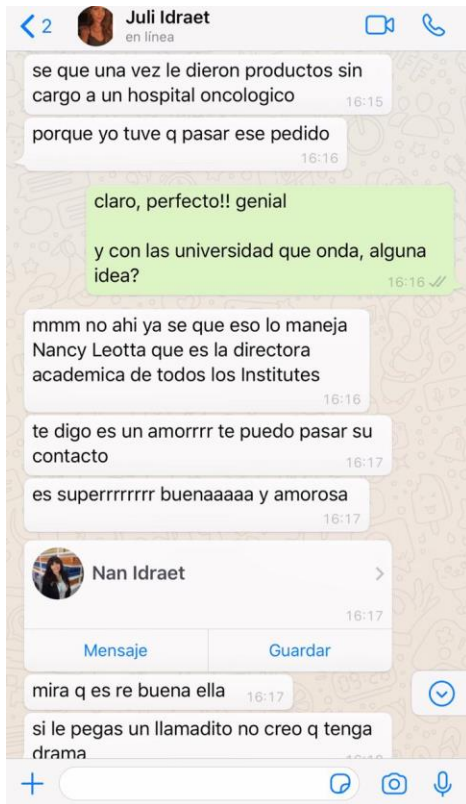 2
Juli Idraet
en línea
se que una vez le dieron productos sin
cargo a un hospital oncologico
16:15
porque yo tuve q pasar ese pedido
16:16
claro, perfecto!! genial
y con las universidad que onda, alguna
idea?
16:16
mmm no ahi ya se que eso lo maneja
Nancy Leotta que es la directora
academica de todos los Institutes
16:16
te digo es un amorrrr te puedo pasar su
contacto
16:17
es superrrrrrrr buenaaaaa y amorosa
16:17
Nan Idraet
16:17
Mensaje Guardar
mira q es re buena ella 16:17
si le pegas un llamadito no creo q tenga
drama